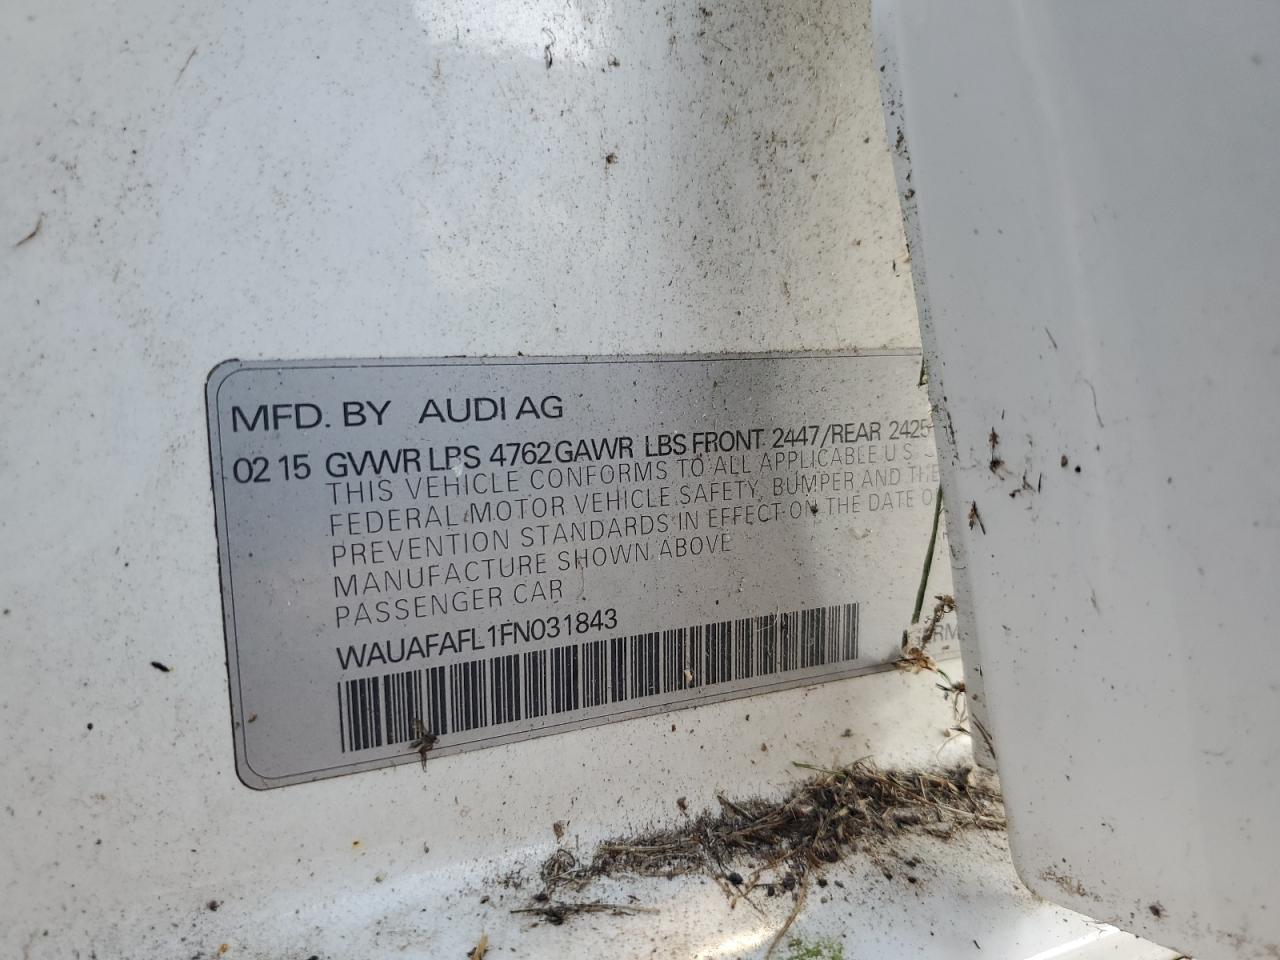 MFD. BY AUDI AG
02 15 GVWR LBS 4762 GAWR LBS FRONT 2447/REAR 2425
THIS VEHICLE CONFORMS TO ALL APPLICABLE U S
FEDERAL MOTOR VEHICLE SAFETY, BUMPER AND THE
PREVENTION STANDARDS IN EFFECT ON THE DATE O
MANUFACTURE SHOWN ABOVE
PASSENGER CAR
WAUAFAFL1FN031843
RM